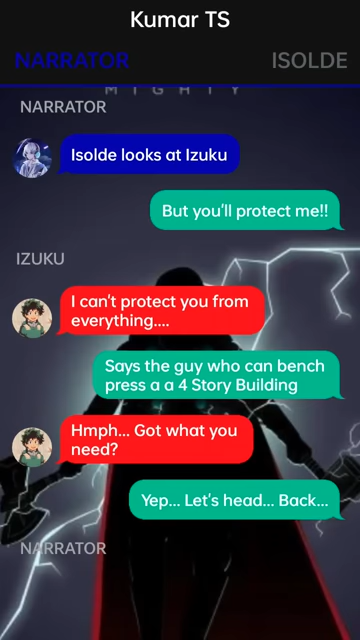 Kumar TS
NARRATOR ISOLDE
MIGHTY
NARRATOR
Isolde looks at Izuku
But you'll protect me!!
IZUKU
I can't protect you from
everything....
Says the guy who can bench
press a a 4 Story Building
Hmph... Got what you
need?
Yep... Let's head... Back...
NARRATOR